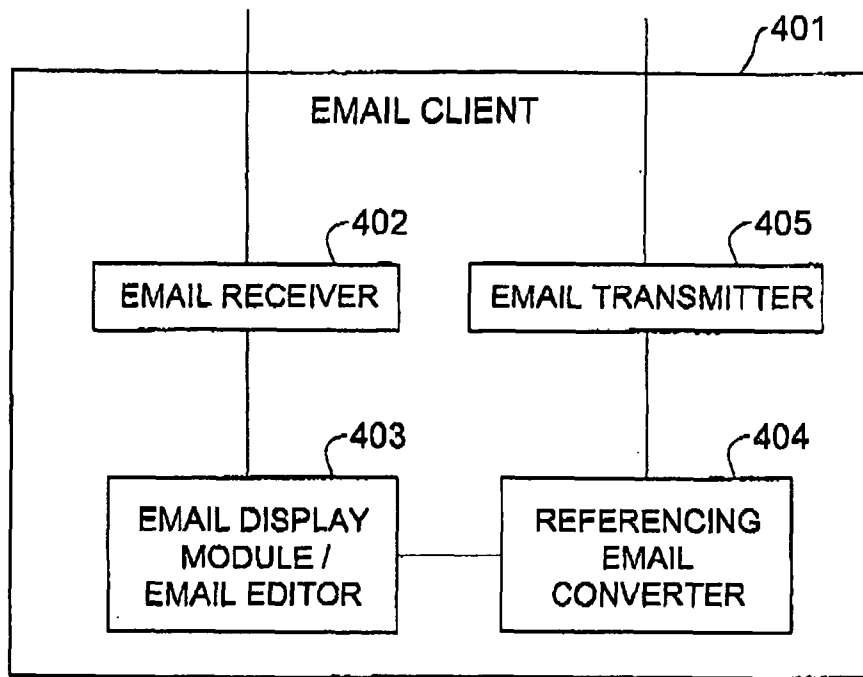 401
EMAIL CLIENT
402
405
EMAIL RECEIVER
EMAIL TRANSMITTER
403
404
EMAIL DISPLAY
MODULE /
EMAIL EDITOR
REFERENCING
EMAIL
CONVERTER